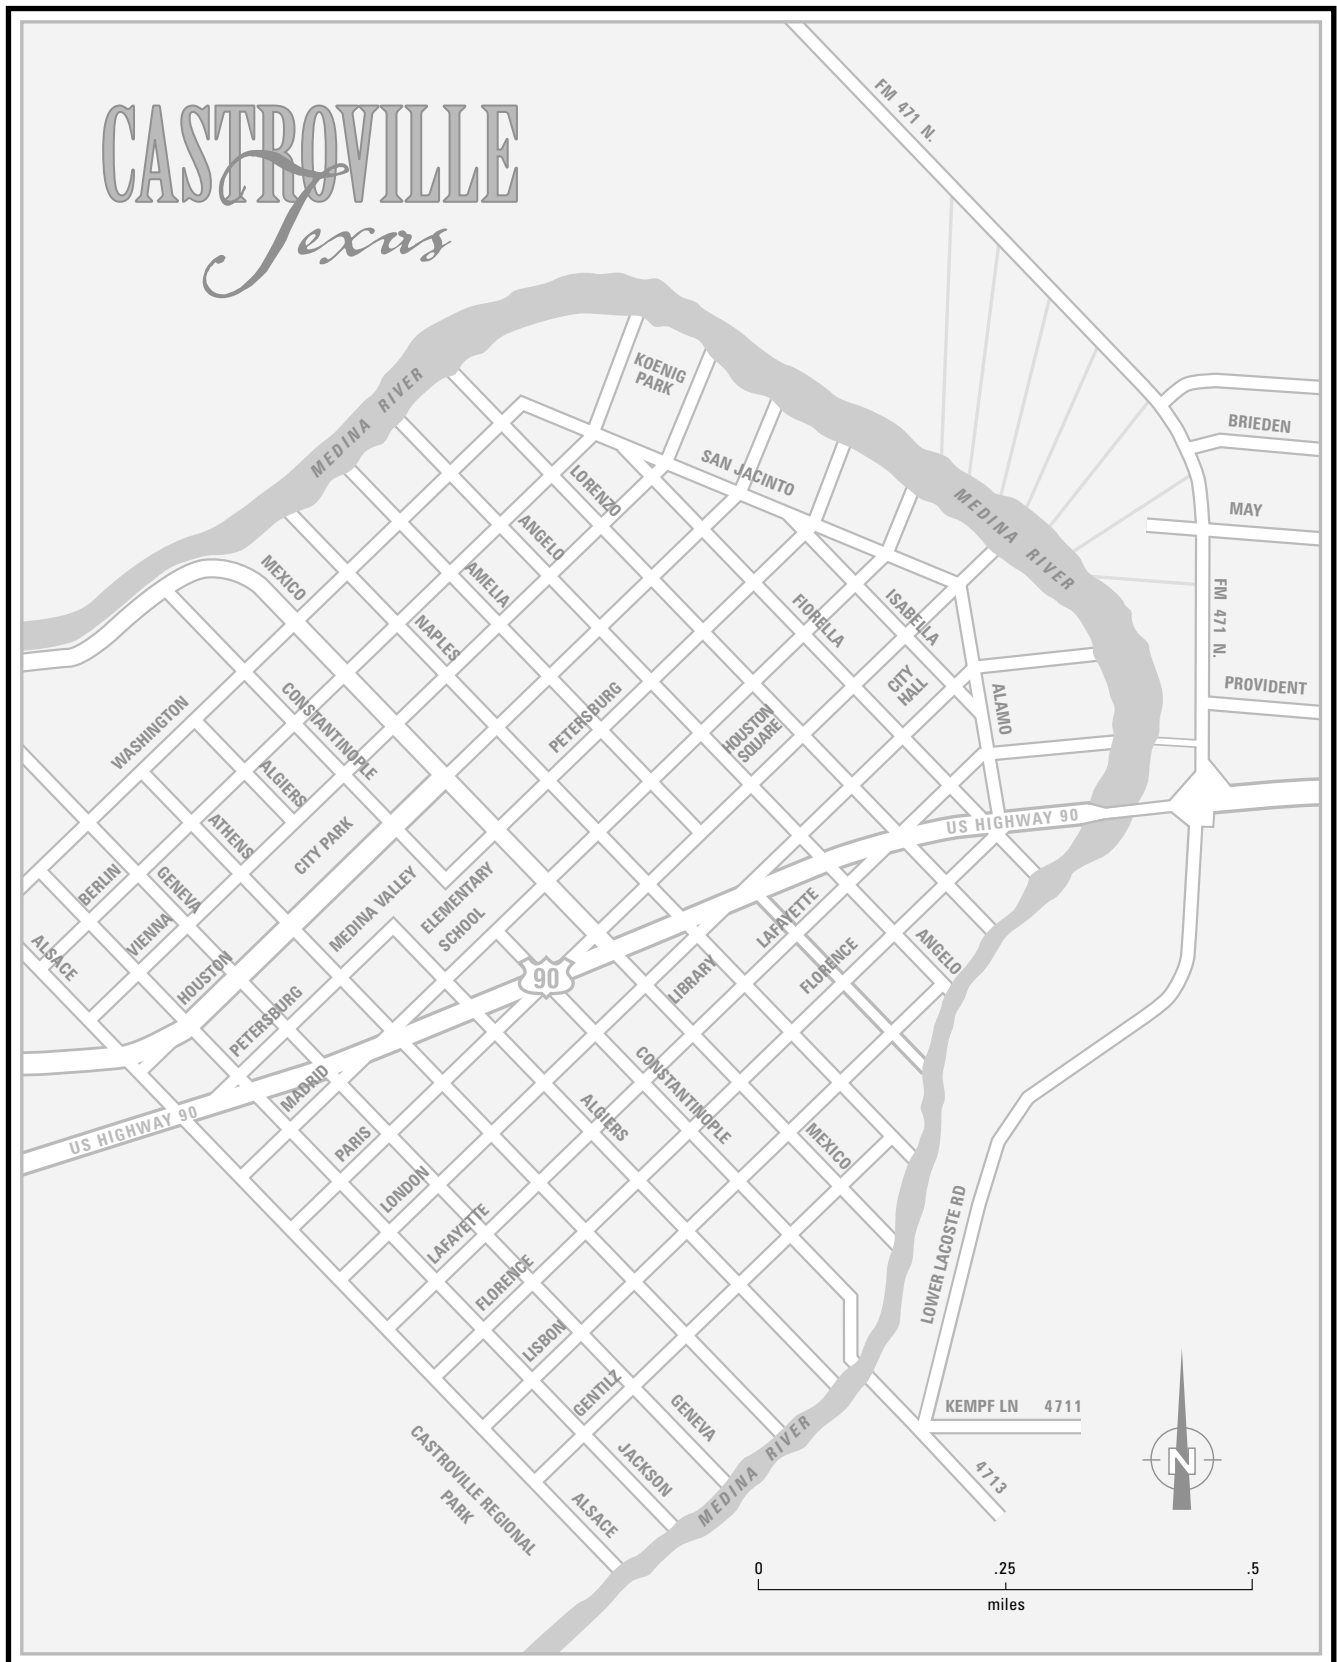 FM 471 N.
CASTROVILLE
Texas
KOENIG
PARK
MEDINA RIVER
BRIEDEN
SAN JACINTO
LORENZO
MAY
MEDINA RIVER
ANGELO
MEXICO
AMELIA
ISABELLA
FIORELLA
FM 471 N.
NAPLES
CITY
HALL
PROVIDENT
CONSTANTINOPLE
PETERSBURG
ALAMO
WASHINGTON
HOUSTON
SQUARE
ALGIERS
US HIGHWAY 90
ATHENS
CITY PARK
BERLIN
GENEVA
MEDINA VALLEY
ELEMENTARY
SCHOOL
LAFAYETTE
VIENNA
ALSACE
ANGELO
FLORENCE
HOUSTON
LIBRARY
90
PETERSBURG
MADRID
CONSTANTINOPLE
ALGIERS
US HIGHWAY 90
PARIS
MEXICO
LONDON
LAFAYETTE
LOWER LACOSTE RD
FLORENCE
LISBON
GENTILZ
GENEVA
KEMPF LN 4711
CASTROVILLE REGIONAL
PARK
JACKSON
MEDINA RIVER
4713
N
ALSACE
0 .25 .5
miles